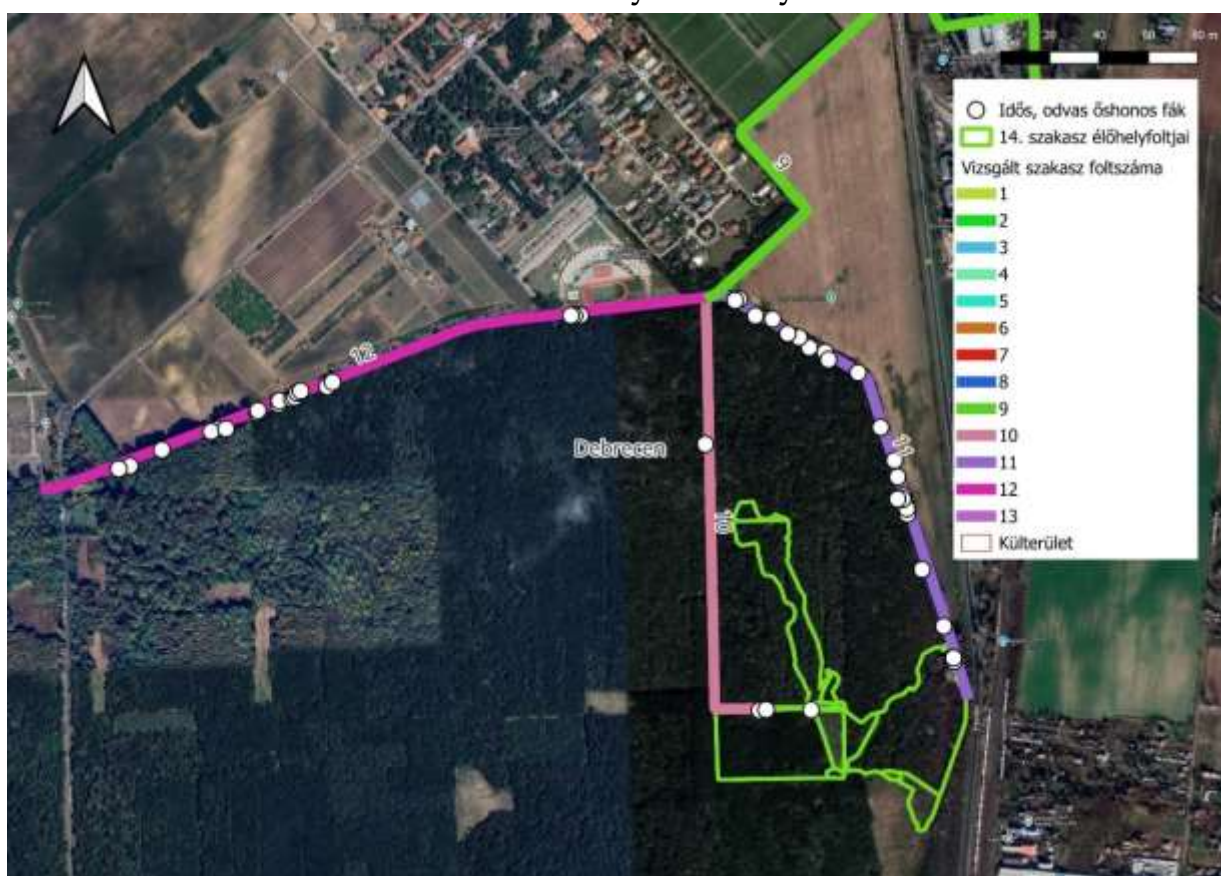 20 40 60 80 m
Idős, odvas őshonos fák
14. szakasz élőhelyfoltjai
Vizsgált szakasz foltszáma
1
2
3
4
5
6
7
8
9
10
11
12
13
Külterület
9
12
11
Debrecen
10